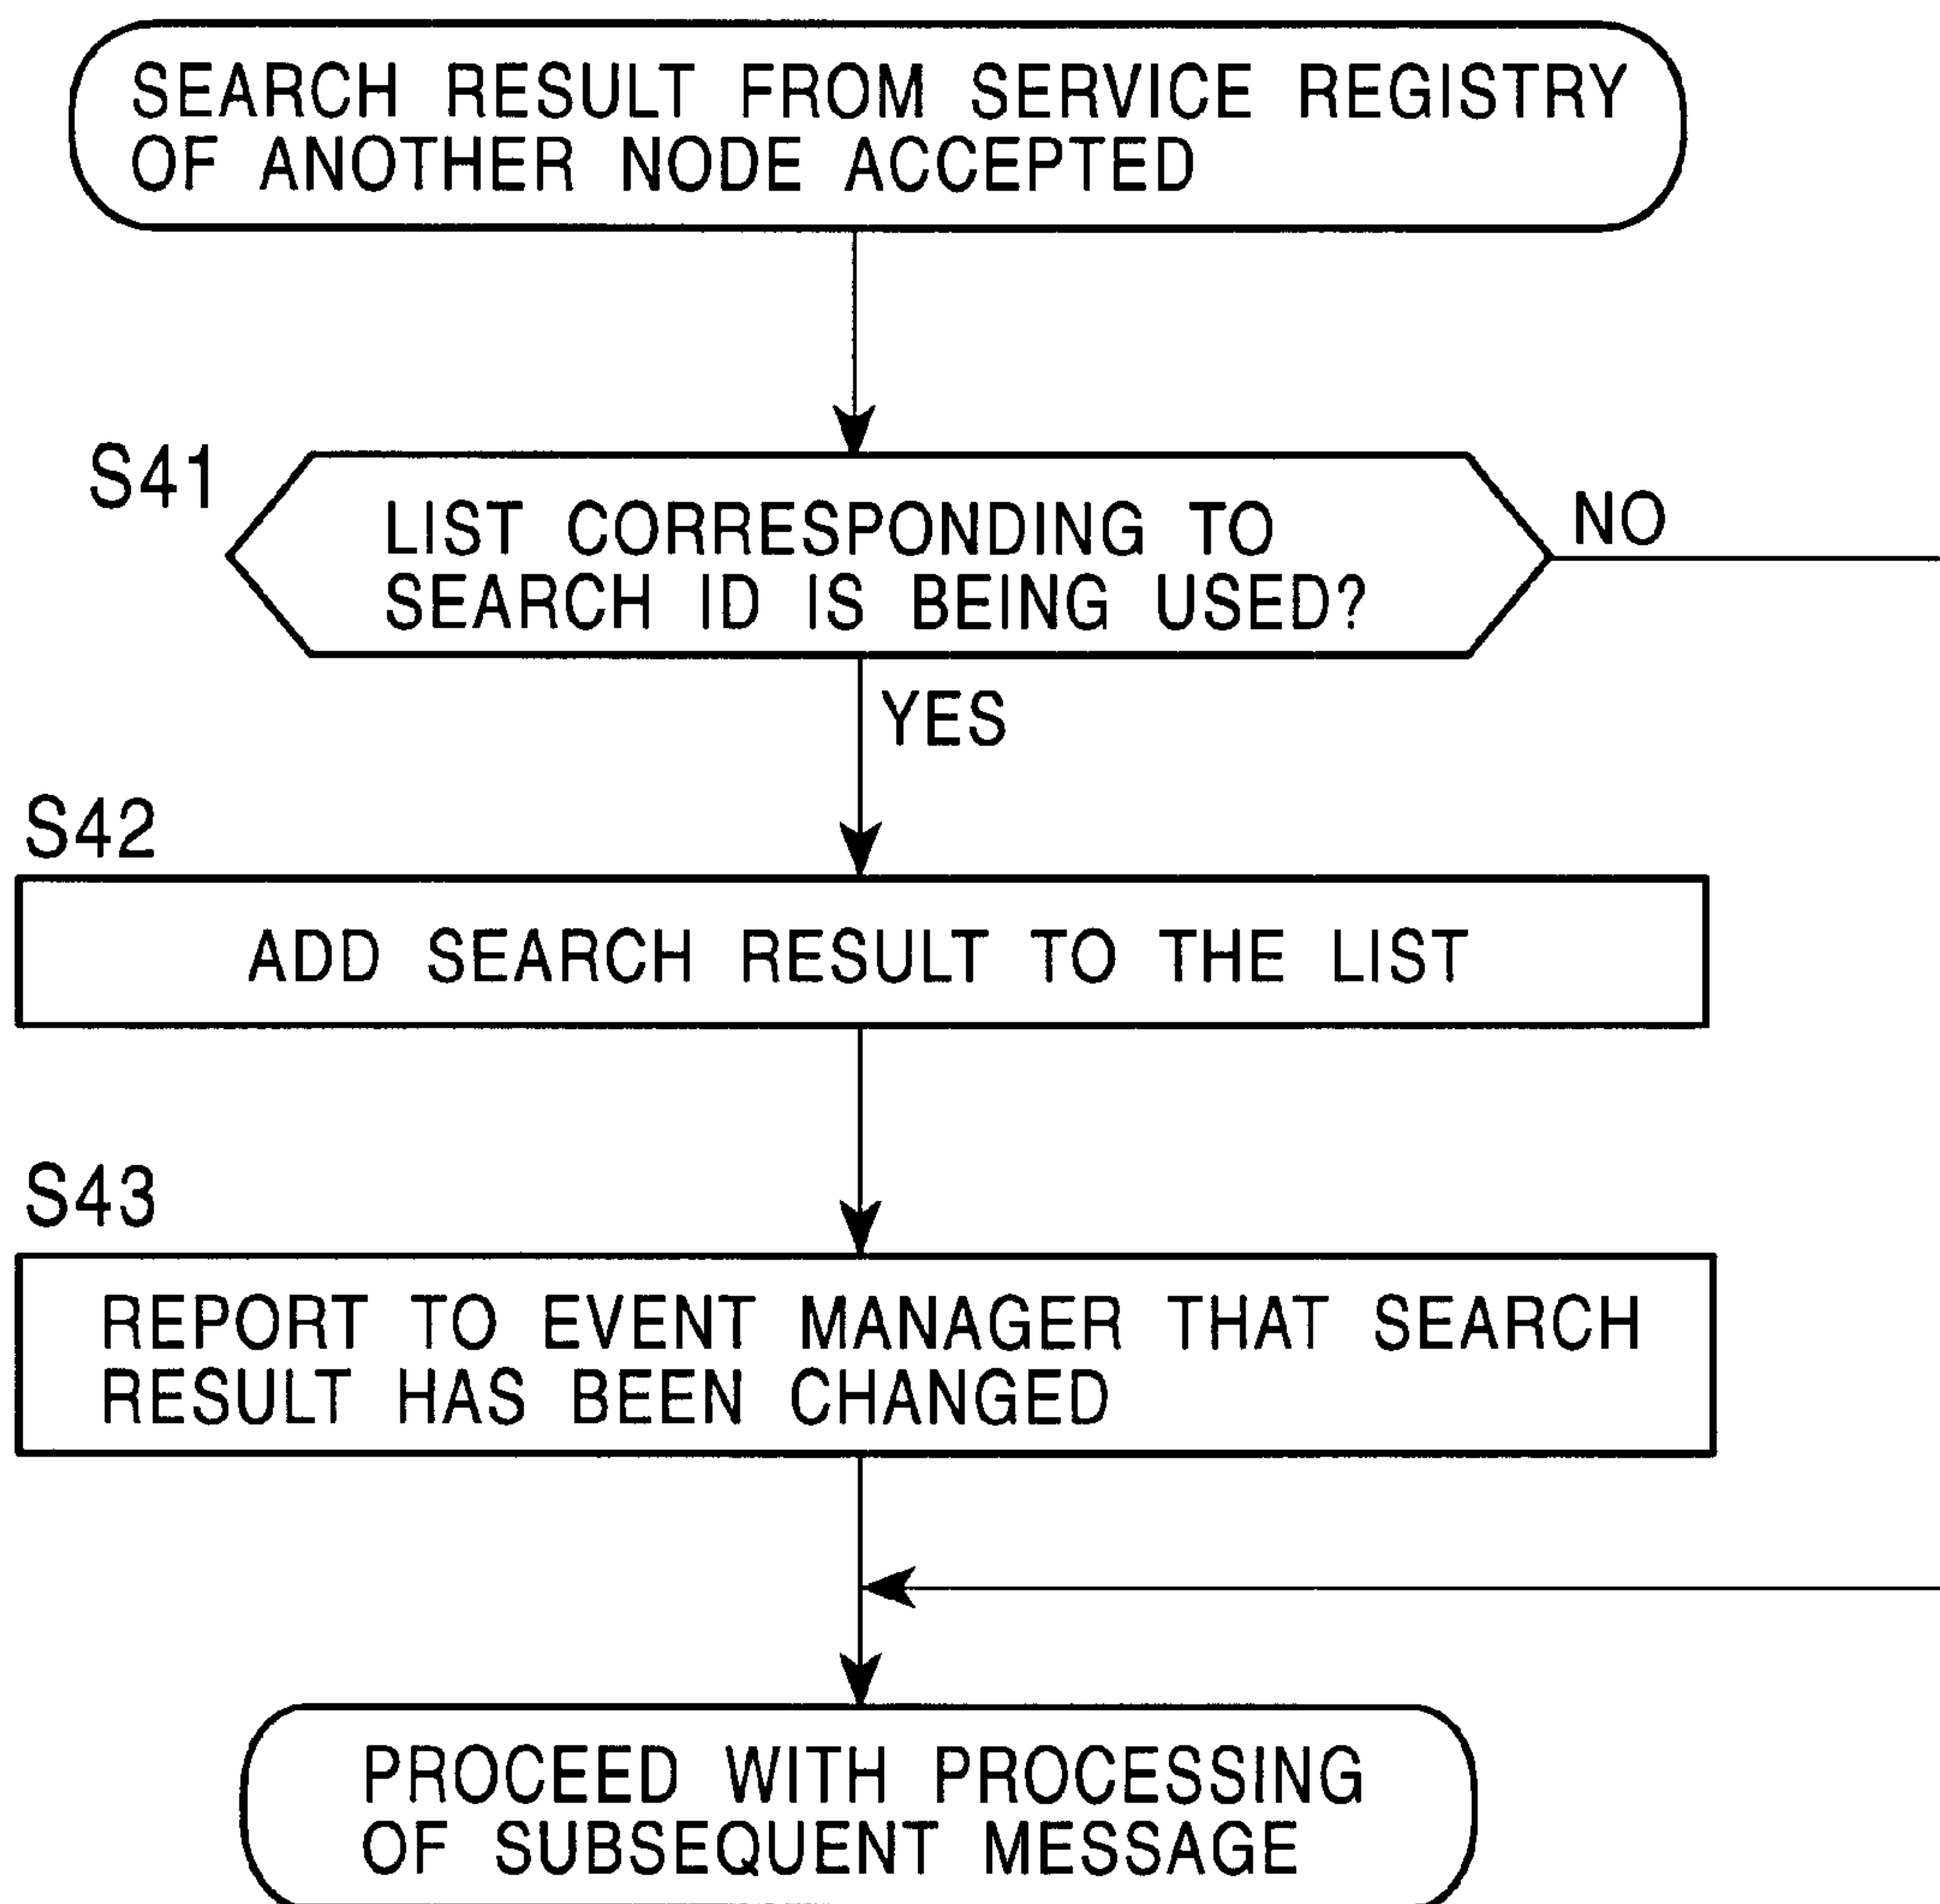 SEARCH RESULT FROM SERVICE REGISTRY
OF ANOTHER NODE ACCEPTED
S41
LIST CORRESPONDING TO
SEARCH ID IS BEING USED?
NO
YES
S42
ADD SEARCH RESULT TO THE LIST
S43
REPORT TO EVENT MANAGER THAT SEARCH
RESULT HAS BEEN CHANGED
PROCEED WITH PROCESSING
OF SUBSEQUENT MESSAGE